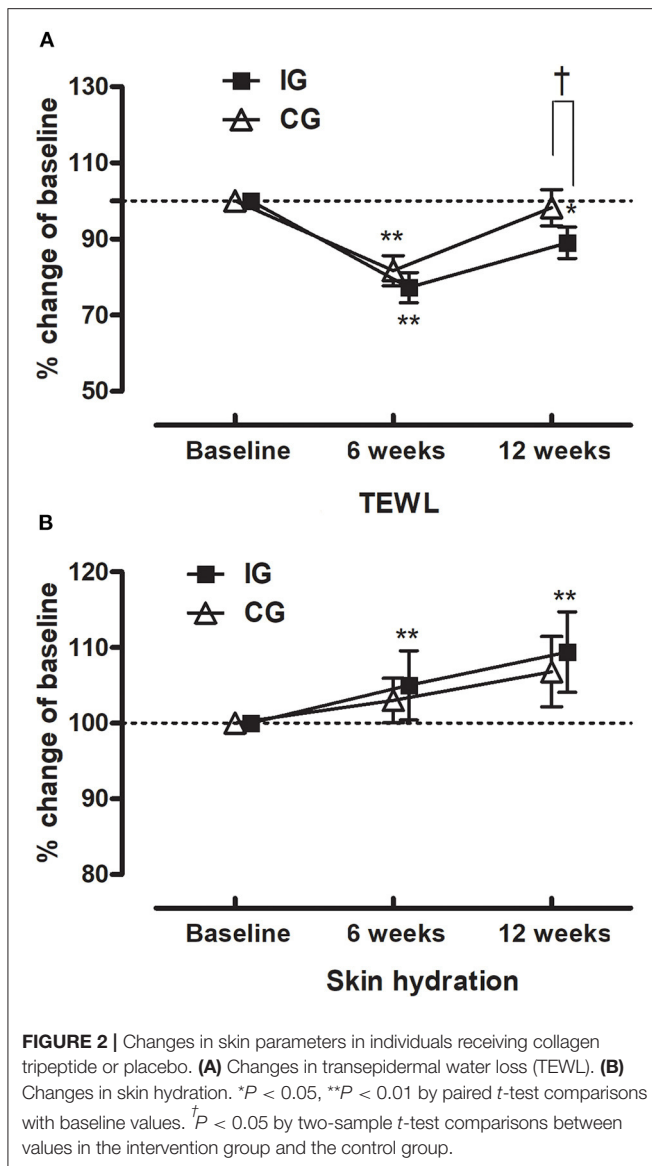 A
IG
CG
†
130
110
90
70
50
% change of baseline
**
**
*
Baseline 6 weeks 12 weeks
TEWL
B
IG
CG
120
110
100
90
80
% change of baseline
**
**
Baseline 6 weeks 12 weeks
Skin hydration
FIGURE 2 | Changes in skin parameters in individuals receiving collagen
tripeptide or placebo. (A) Changes in transepidermal water loss (TEWL). (B)
Changes in skin hydration. *P < 0.05, **P < 0.01 by paired t-test comparisons
with baseline values. †P < 0.05 by two-sample t-test comparisons between
values in the intervention group and the control group.